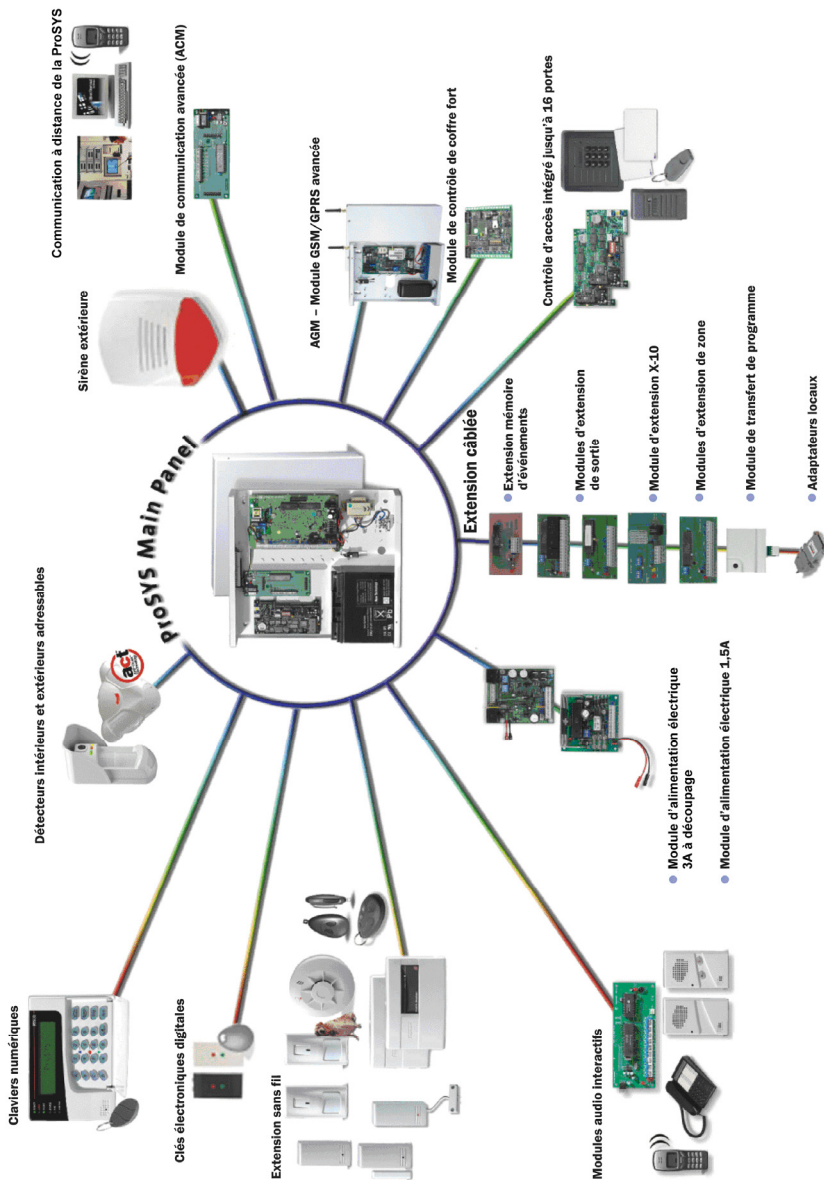 Communication à distance de la ProSYS
Module de communication avancée (ACM)
Sirène extérieure
AGM – Module GSM/GPRS avancée
Module de contrôle de coffre fort
Contrôle d'accès intégré jusqu'à 16 portes
ProSYS Main Panel
Extension câblée
Extension mémoire
d'événements
Modules d'extension
de sortie
Module d'extension X-10
Modules d'extension de zone
Module de transfert de programme
Adaptateurs locaux
Détecteurs intérieurs et extérieurs adressables
act
Claviers numériques
Clés électroniques digitales
Extension sans fil
Modules audio interactifs
Module d'alimentation électrique
3A à découpage
Module d'alimentation électrique 1,5A